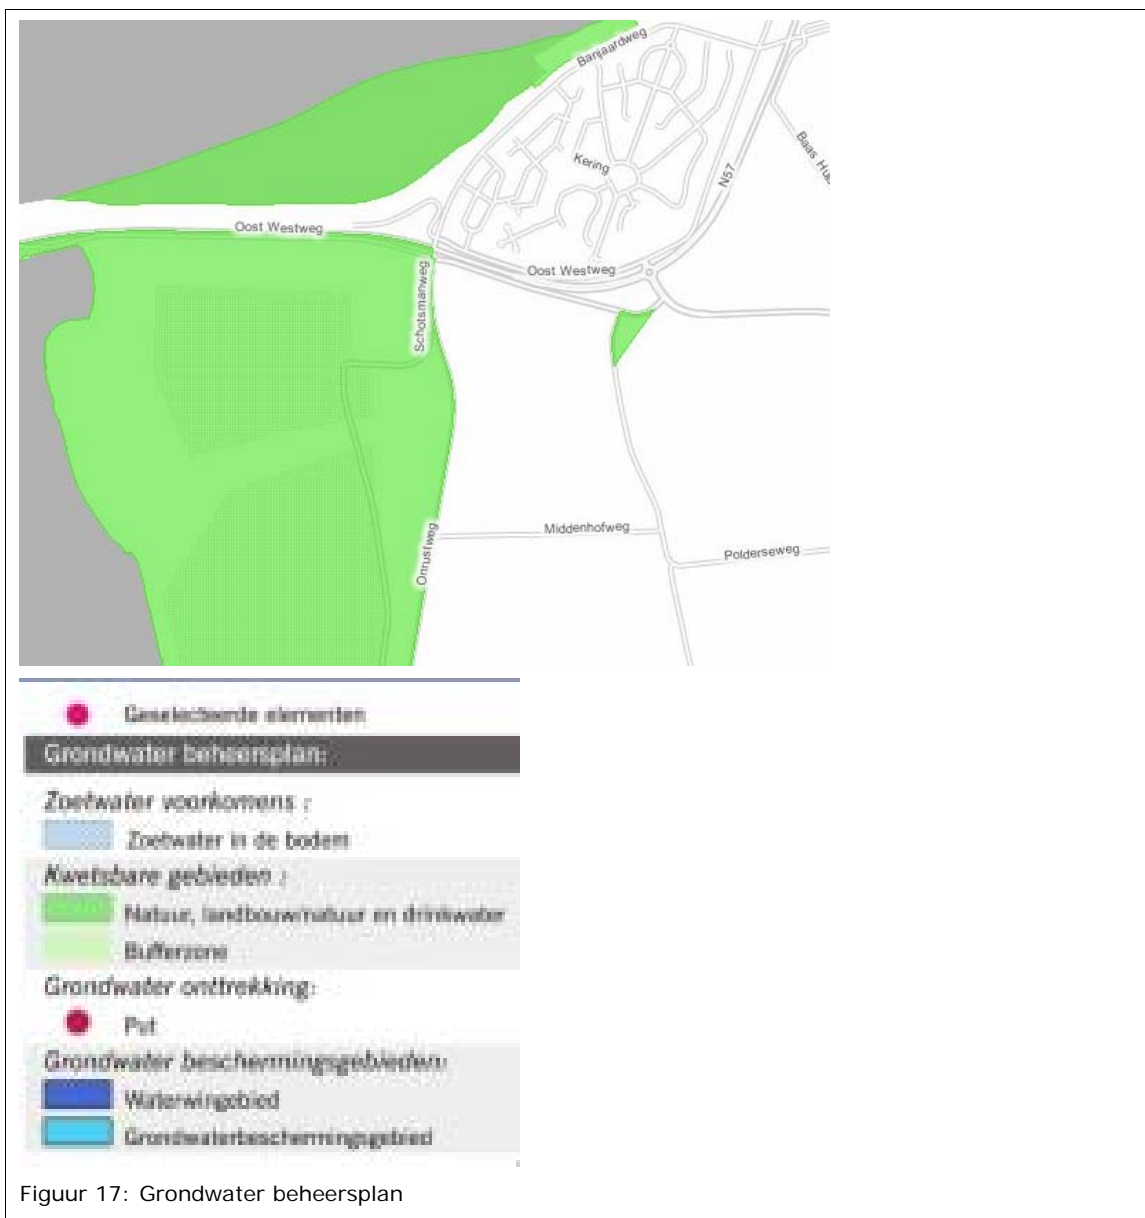 Banjaardweg
Kering
N57
Baas
Oost Westweg
Oost Westweg
Schotsmanweg
Onrustweg
Middenhofweg
Polderseweg
Geselecteerde elementen
Grondwater beheersplan:
Zoetwater voorkomens :
Zoetwater in de bodem
Kwetsbare gebieden :
Natuur, landbouw/natuur en drinkwater
Bufferzone
Grondwater onttrekking:
Put
Grondwater beschermingsgebieden:
Waterwingebied
Grondwaterbeschermingsgebied
Figuur 17: Grondwater beheersplan